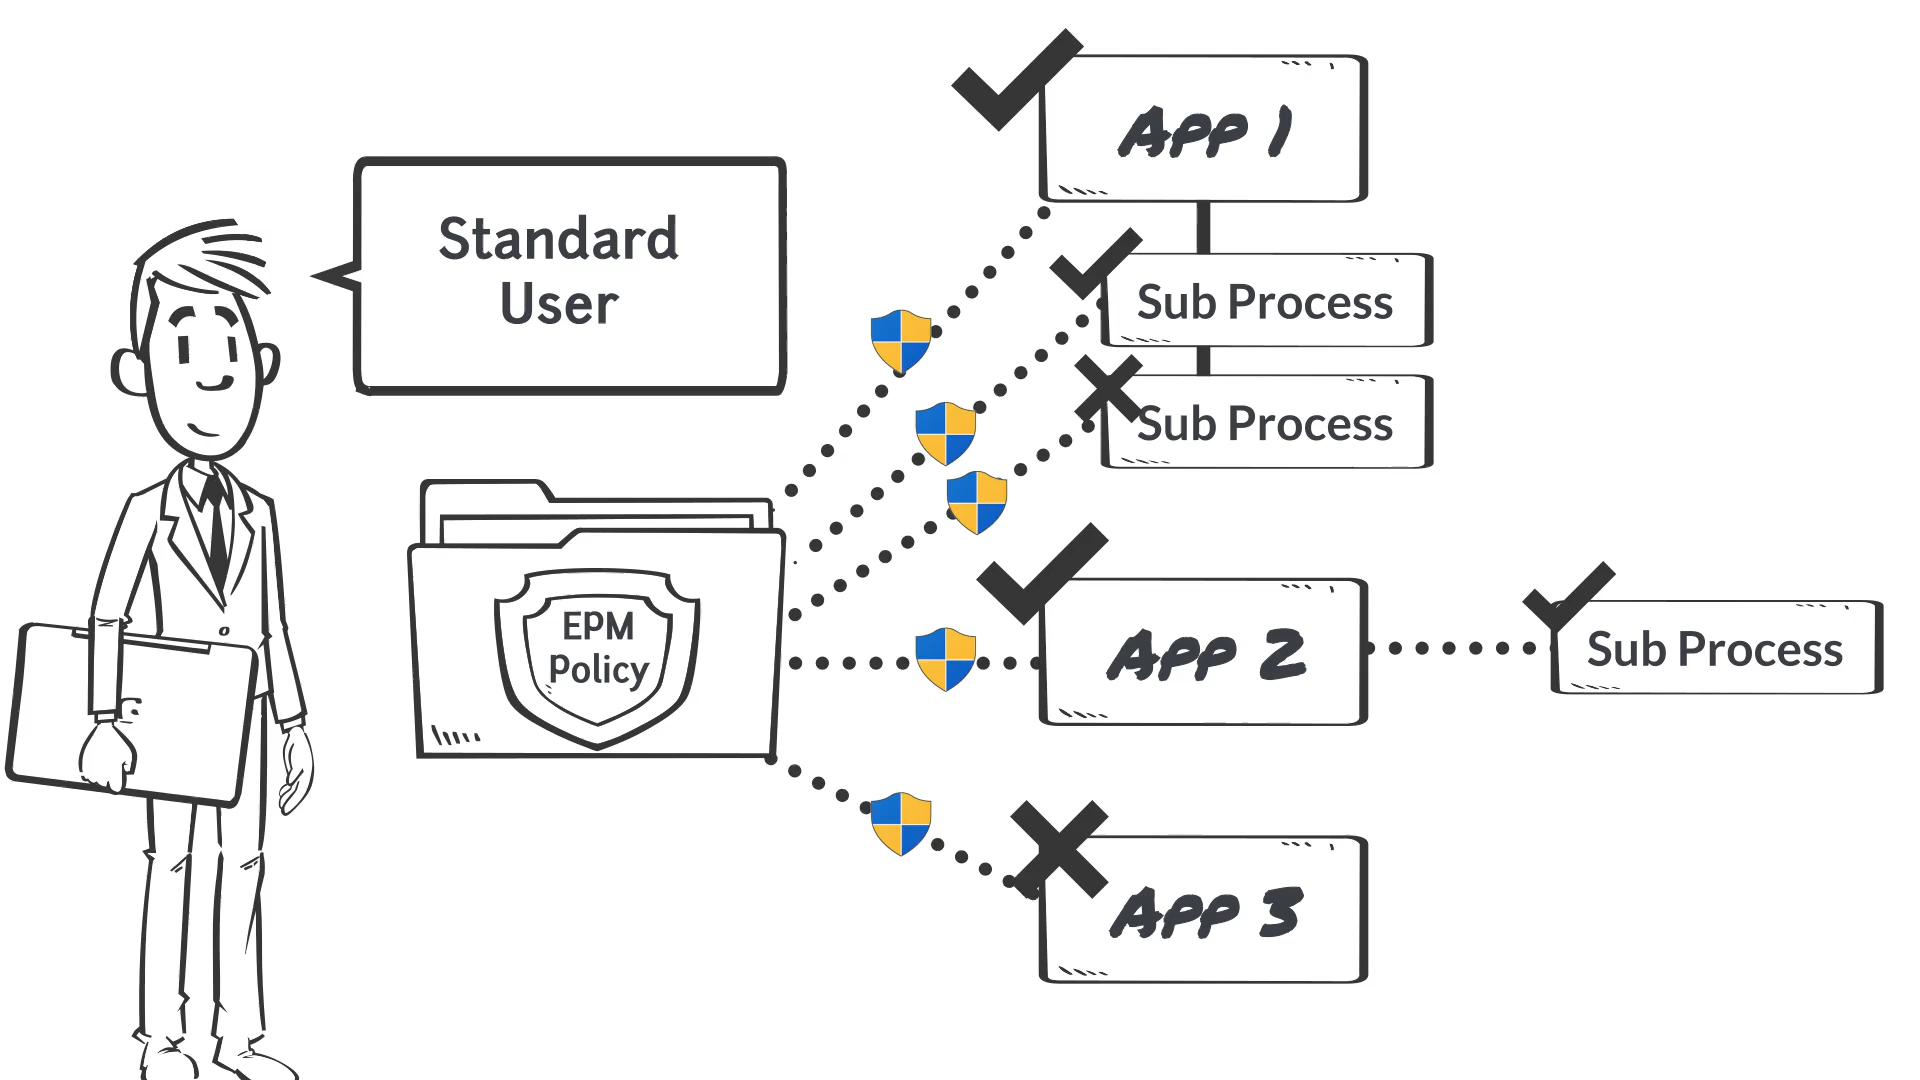 Standard
User
EPM
Policy
App 1
Sub Process
Sub Process
App 2
Sub Process
App 3